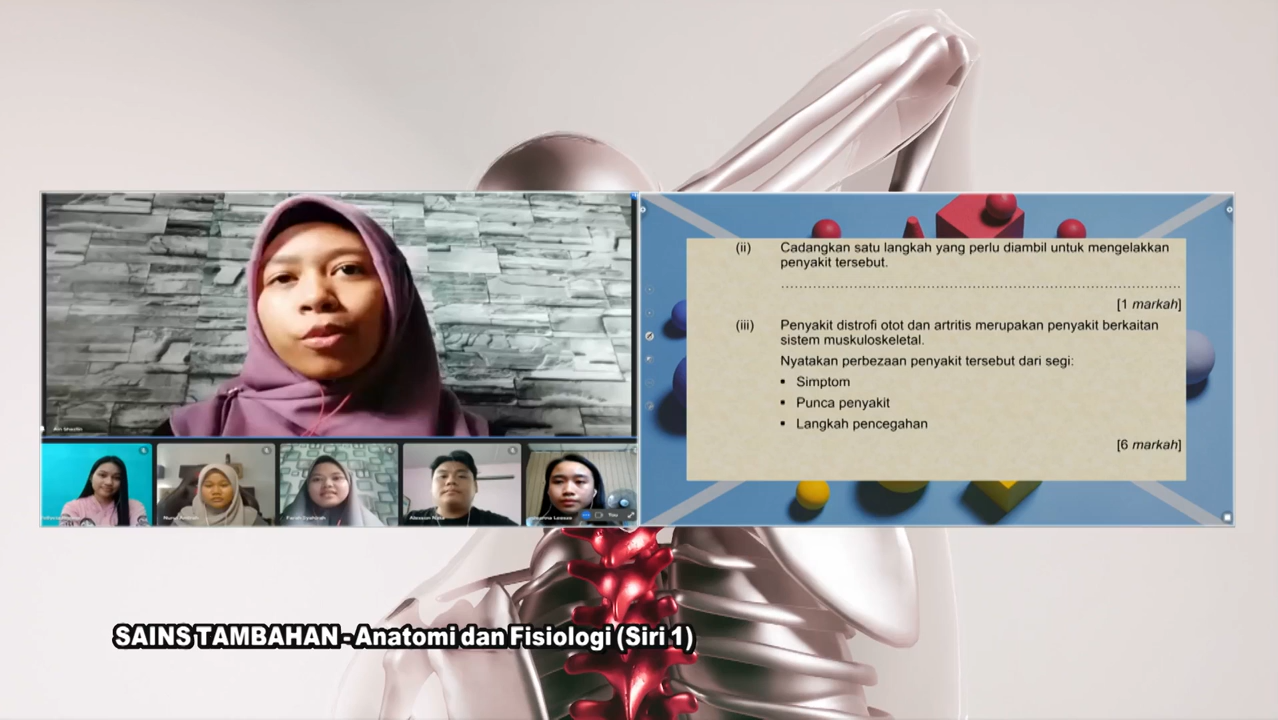 (ii) Cadangkan satu langkah yang perlu diambil untuk mengelakkan
penyakit tersebut.
[1 markah]
(iii) Penyakit distrofi otot dan artritis merupakan penyakit berkaitan
sistem muskuloskeletal.
Nyatakan perbezaan penyakit tersebut dari segi:
▪ Simptom
▪ Punca penyakit
▪ Langkah pencegahan
[6 markah]
You
SAINS TAMBAHAN - Anatomi dan Fisiologi (Siri 1)